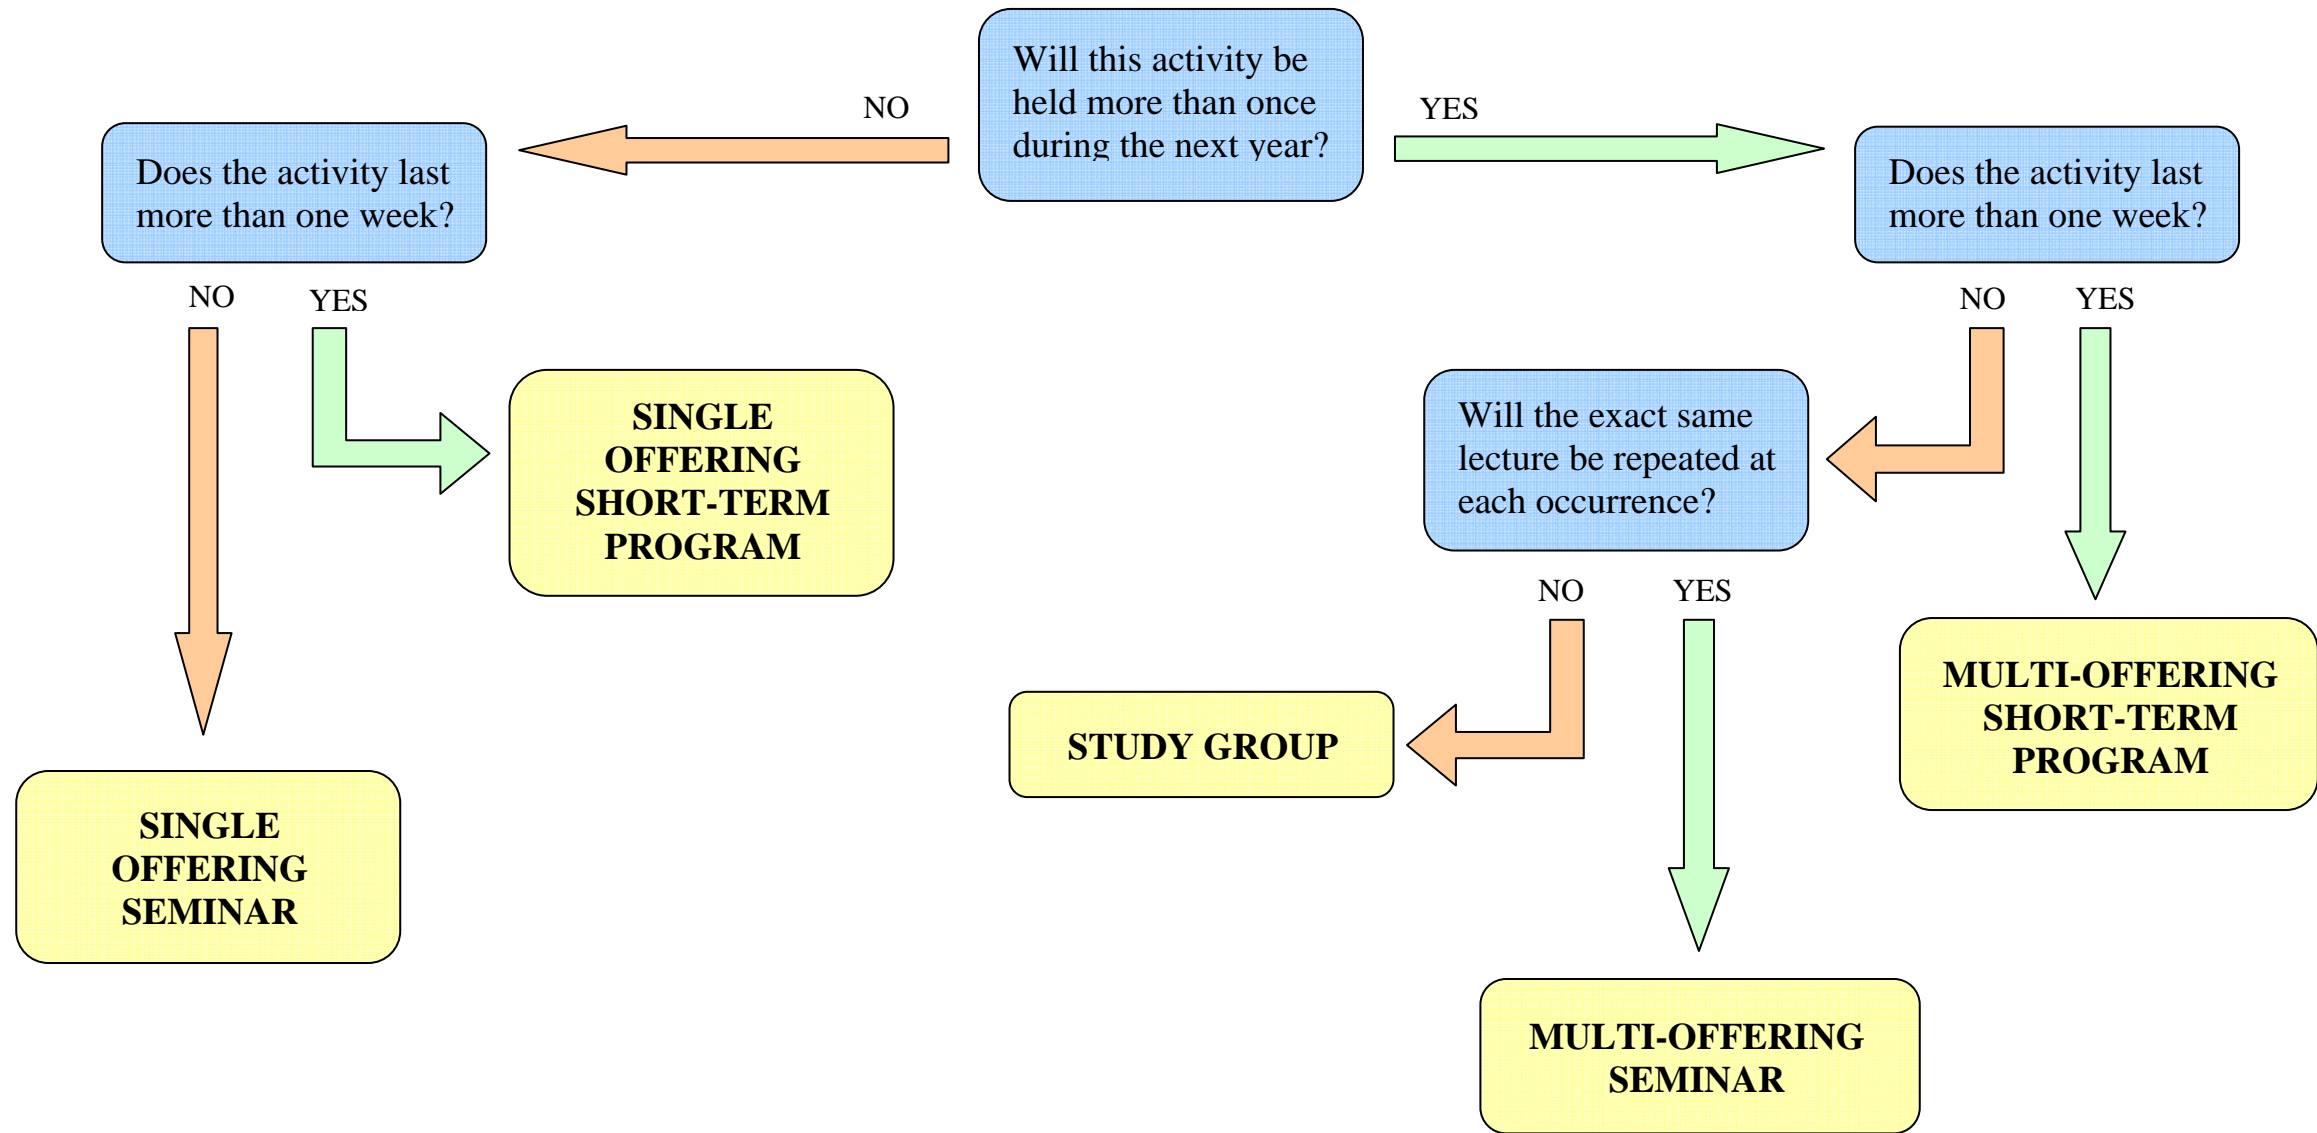 Will this activity be
held more than once
during the next year?
NO
YES
Does the activity last
more than one week?
Does the activity last
more than one week?
NO
YES
NO
YES
SINGLE
OFFERING
SHORT-TERM
PROGRAM
Will the exact same
lecture be repeated at
each occurrence?
NO
YES
STUDY GROUP
MULTI-OFFERING
SHORT-TERM
PROGRAM
SINGLE
OFFERING
SEMINAR
MULTI-OFFERING
SEMINAR